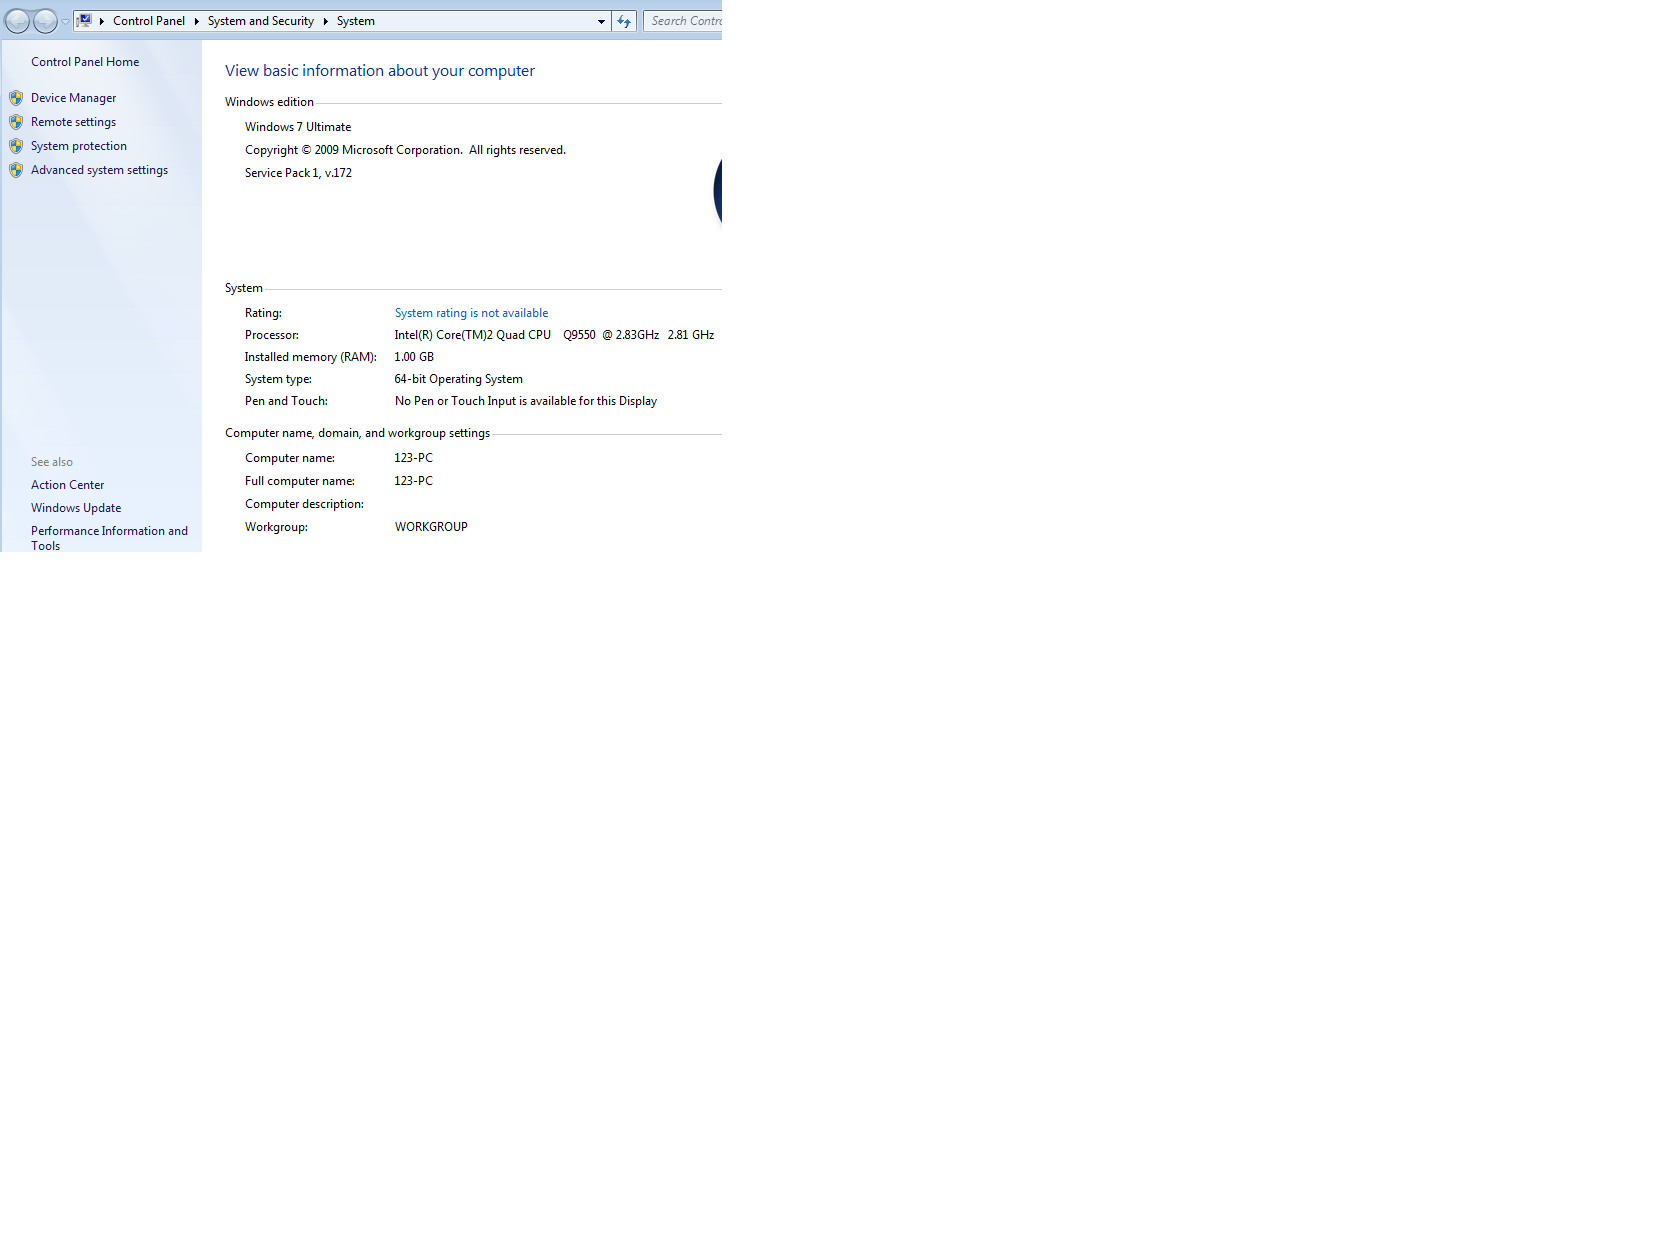 Control Panel System and Security System
Search Contr
Control Panel Home
Device Manager
Remote settings
System protection
Advanced system settings
See also
Action Center
Windows Update
Performance Information and
Tools
View basic information about your computer
Windows edition
Windows 7 Ultimate
Copyright © 2009 Microsoft Corporation. All rights reserved.
Service Pack 1, v.172
System
Rating: System rating is not available
Processor: Intel(R) Core(TM)2 Quad CPU Q9550 @ 2.83GHz 2.81 GHz
Installed memory (RAM): 1.00 GB
System type: 64-bit Operating System
Pen and Touch: No Pen or Touch Input is available for this Display
Computer name, domain, and workgroup settings
Computer name: 123-PC
Full computer name: 123-PC
Computer description:
Workgroup: WORKGROUP